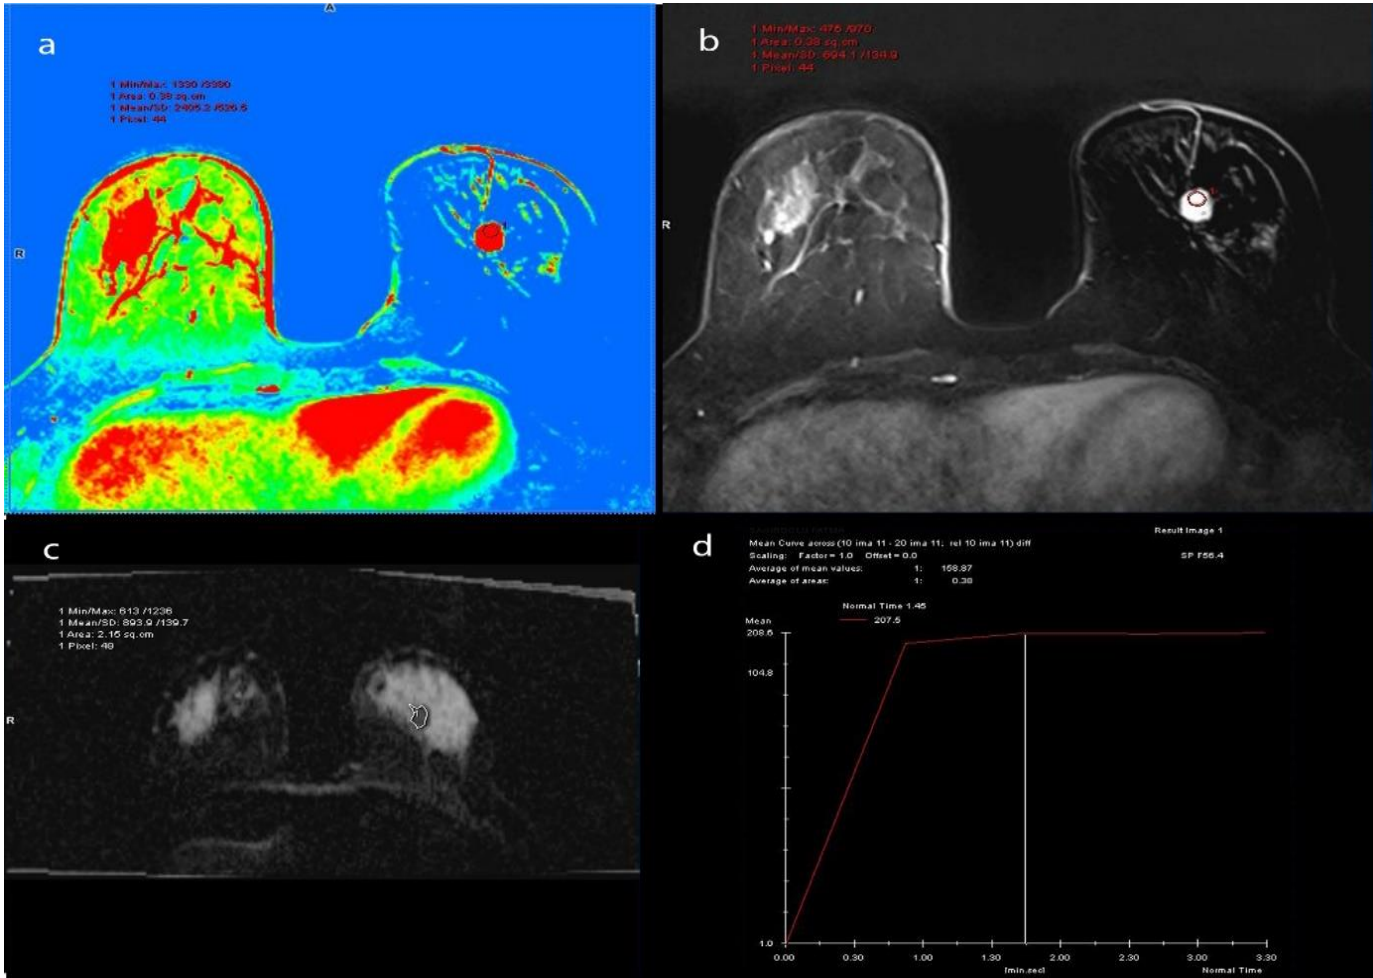 A
a
1 Min/Max: 1330 /3390
1 Area: 0.38 sq.cm
1 Mean/SD: 2405.2 /526.5
1 Pixel: 44
R
b
1 Min/Max: 476 /970
1 Area: 0.38 sq.cm
1 Mean/SD: 694.1 /134.9
1 Pixel: 44
R
1
c
1 Min/Max: 613 /1236
1 Mean/SD: 893.9 /139.7
1 Area: 2.15 sq.cm
1 Pixel: 48
R
d
Result Image 1
Mean Curve across (10 ima 11 - 20 ima 11; rel 10 ima 11) diff
Scaling: Factor = 1.0 Offset = 0.0
SP F56.4
Average of mean values: 1: 158.87
Average of areas: 1: 0.38
Normal Time 1.45
Mean 207.5
208.6
104.8
1.0
0.00 0.30 1.00 1.30 2.00 3.00 3.30
[min.sec] Normal Time